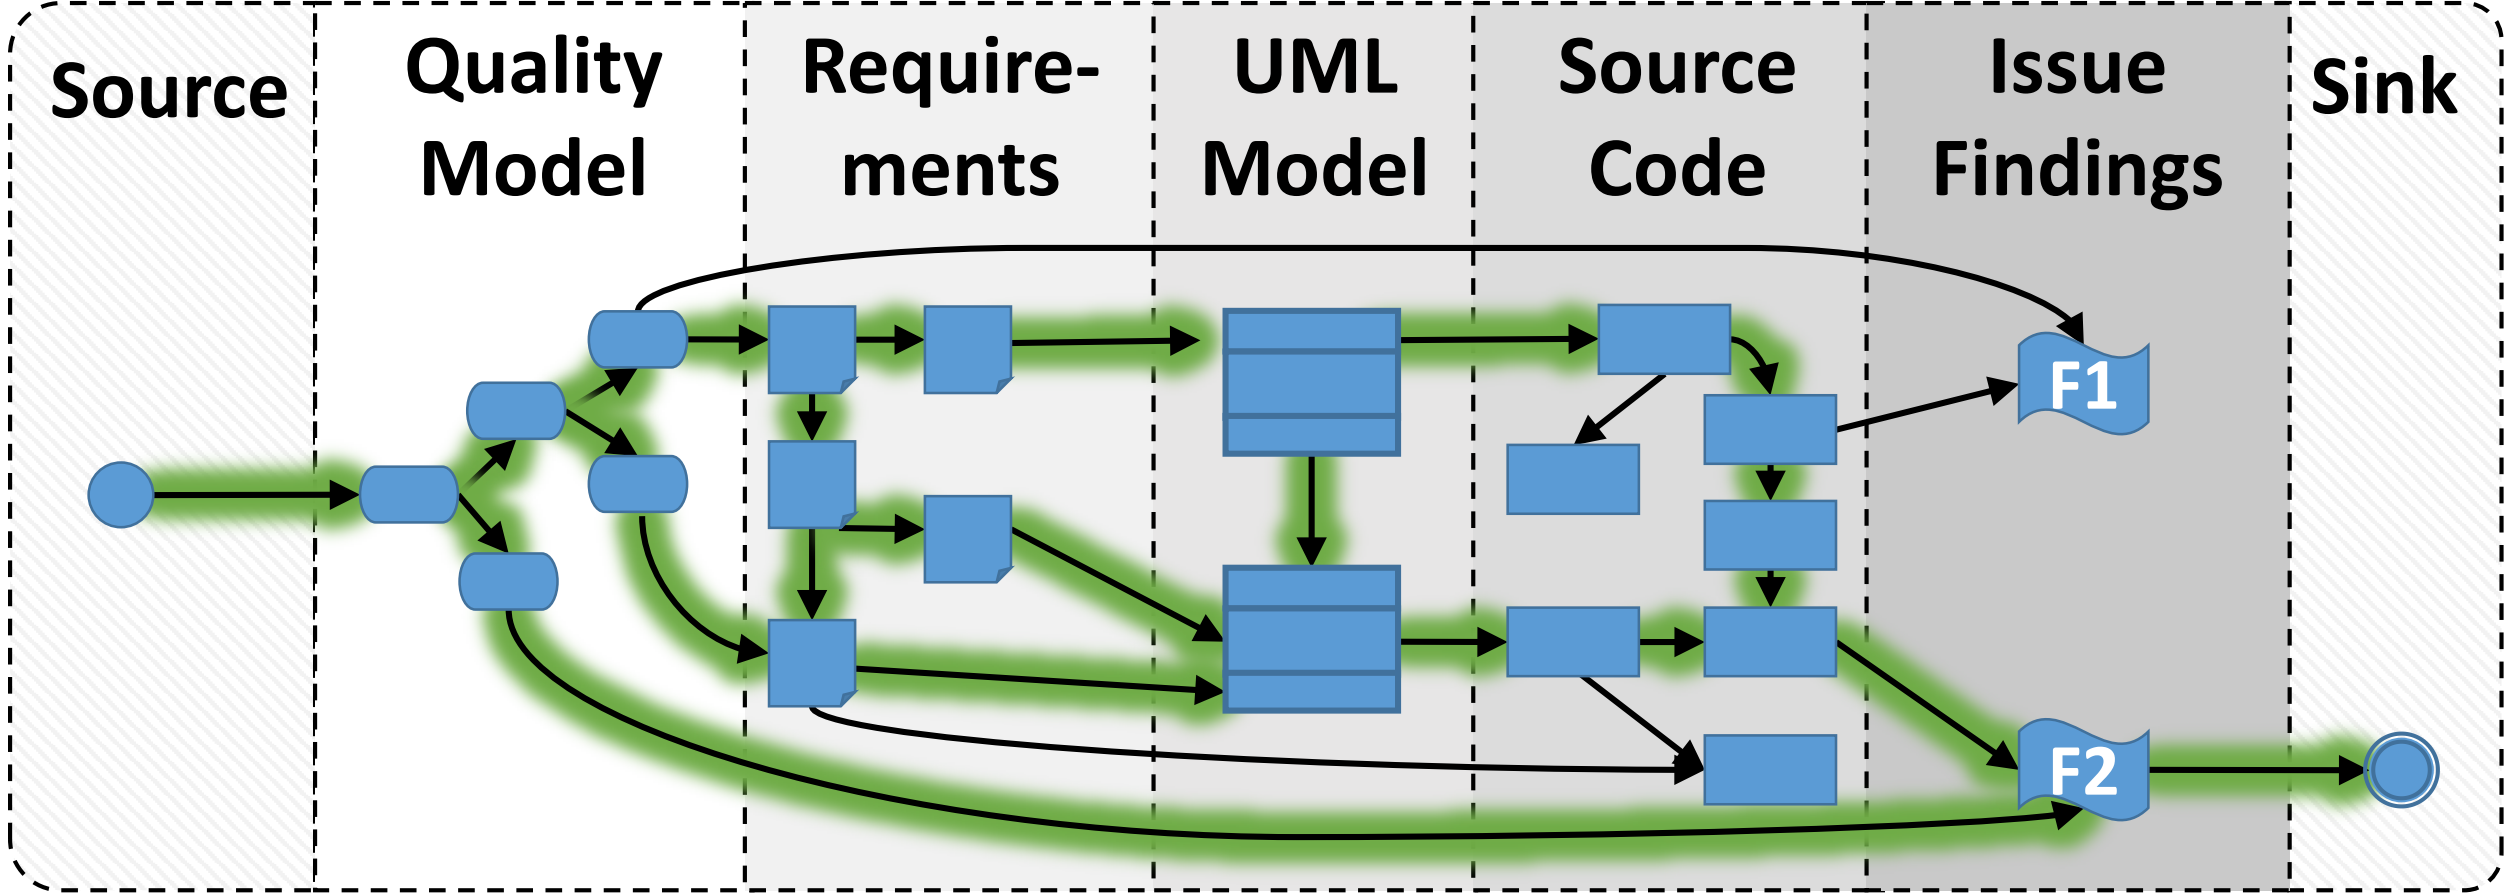 Source
Quality
Model
Require-
ments
UML
Model
Source
Code
Issue
Findings
Sink
F1
F2